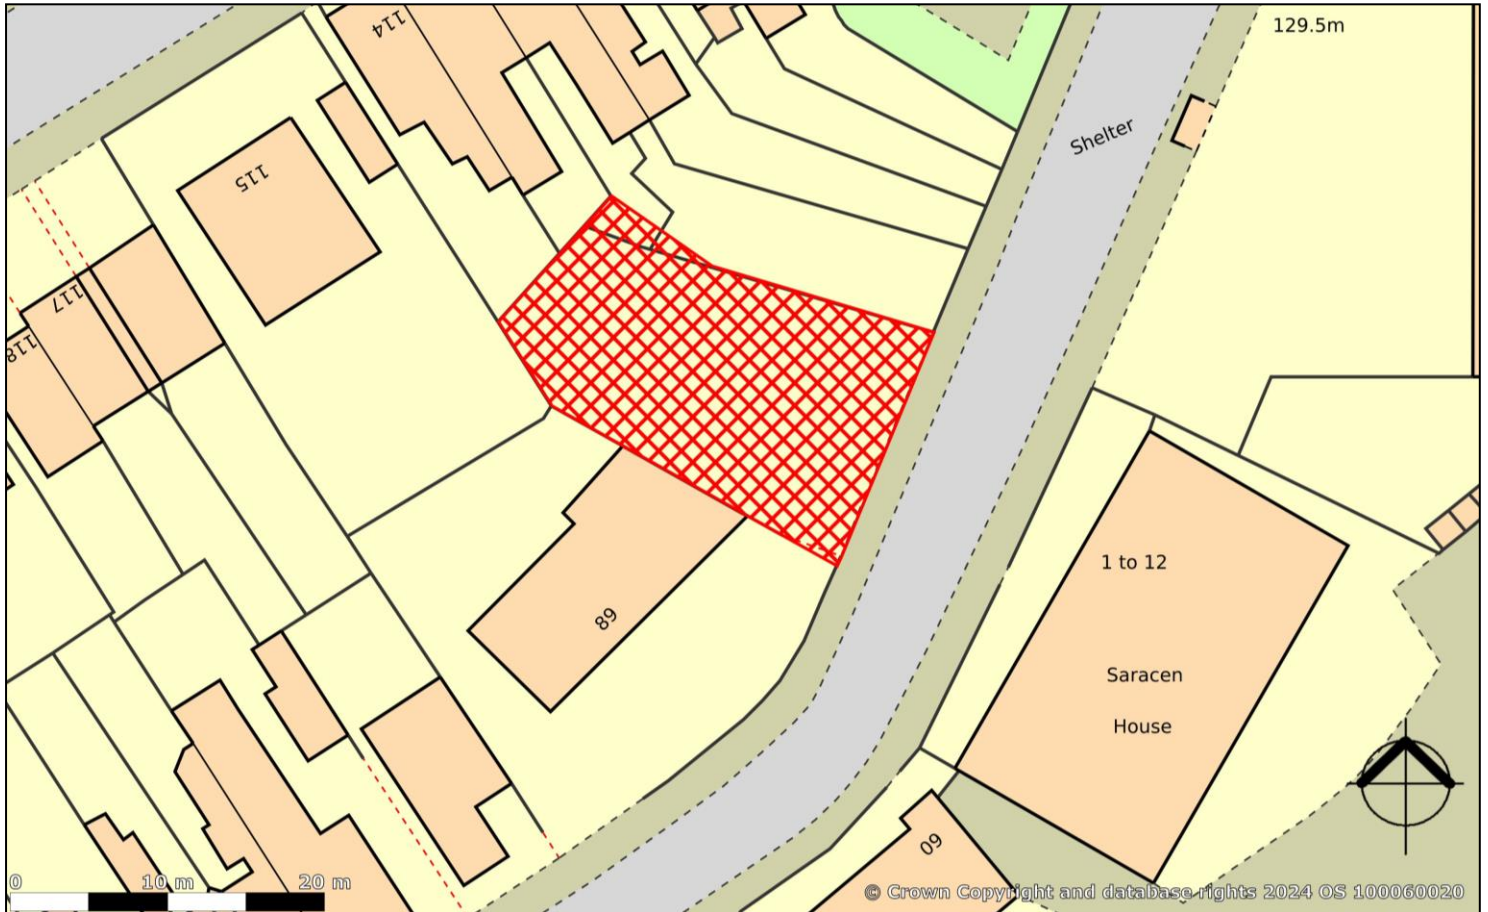 129.5m
114
Shelter
115
117
118
1 to 12
68
Saracen
House
60
0 10 m 20 m
© Crown Copyright and database rights 2024 OS 100060020